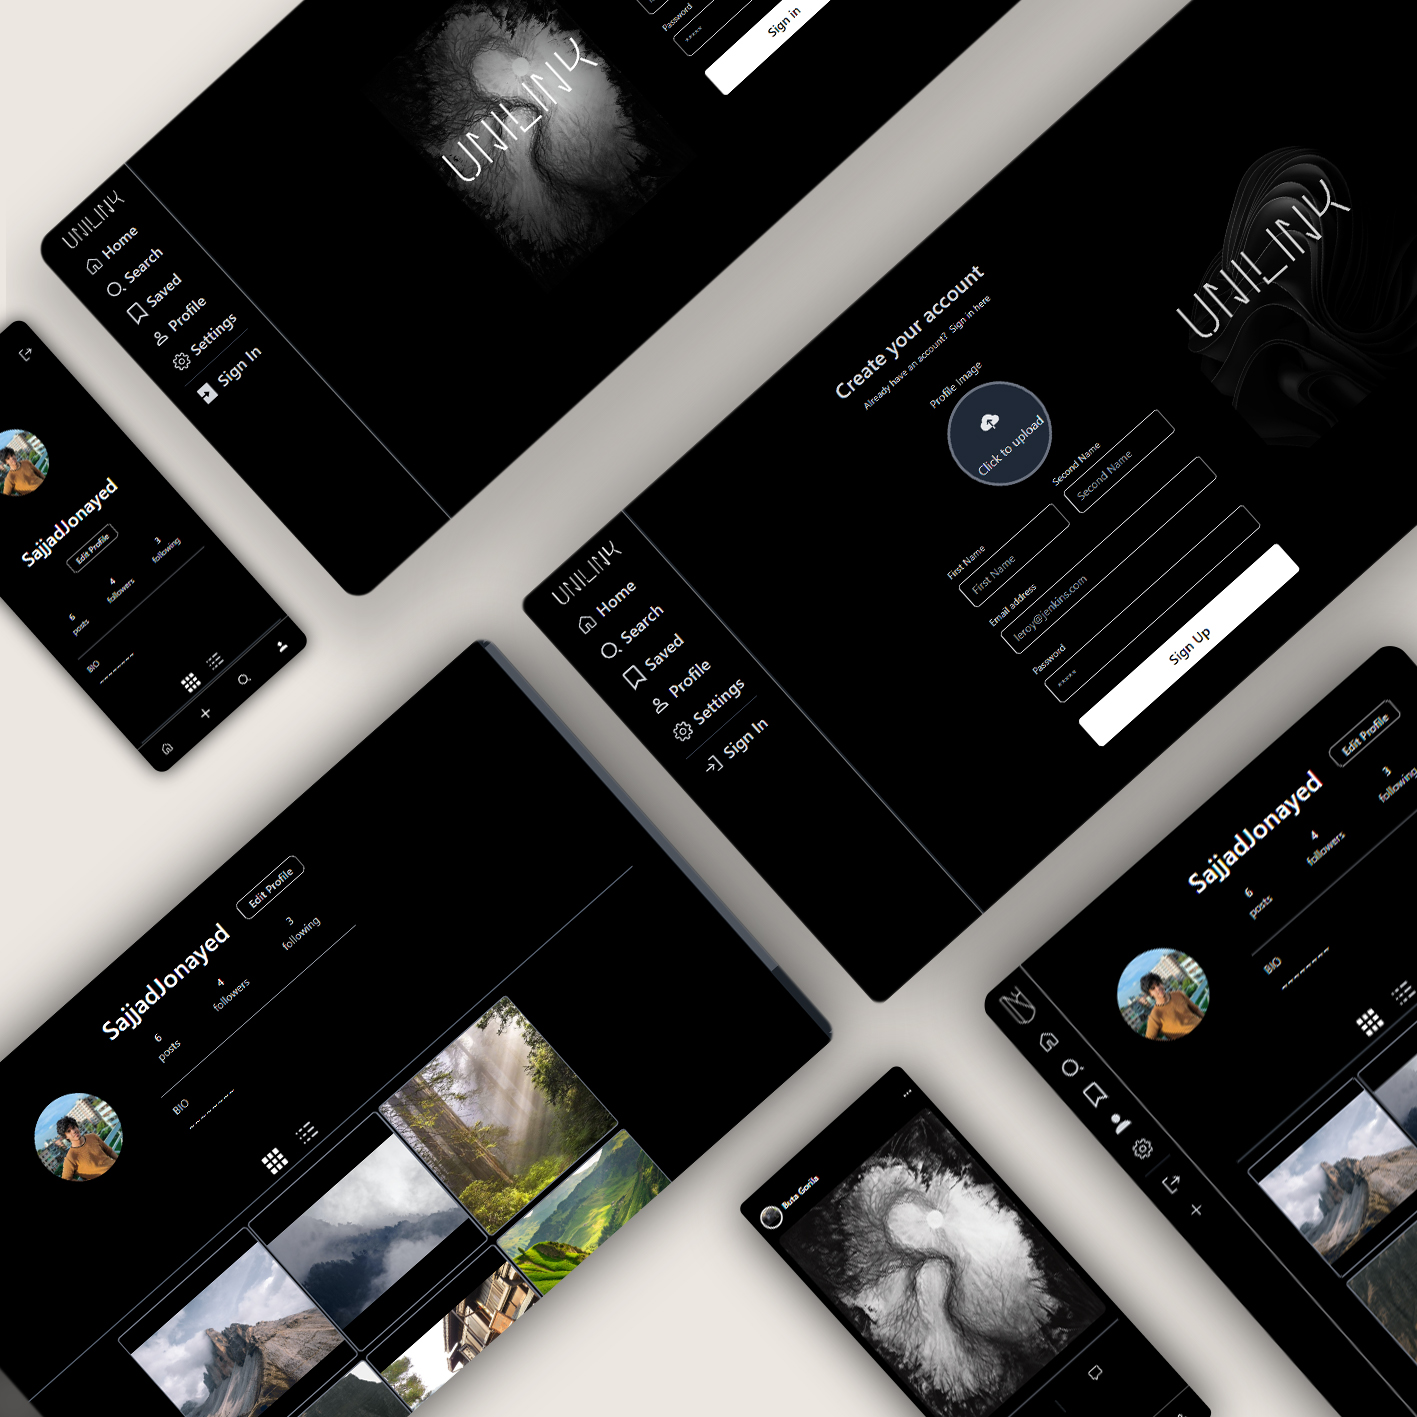 Password
*****
Sign in
UNILINK
UNILINK
Home
Search
Saved
Profile
Settings
Sign In
SajjadJonayed
Edit Profile
6
posts
4
followers
3
following
BIO
~~~~~~~~
UNILINK
Create your account
Already have an account? Sign in here
Profile Image
Click to upload
First Name
First Name
Second Name
Second Name
Email address
leroy@jenkins.com
Password
*****
Sign Up
UNILINK
Home
Search
Saved
Profile
Settings
Sign In
SajjadJonayed
Edit Profile
6
posts
4
followers
3
following
BIO
~~~~~~~~
Buta Gorila
SajjadJonayed
Edit Profile
6
posts
4
followers
3
following
BIO
~~~~~~~~